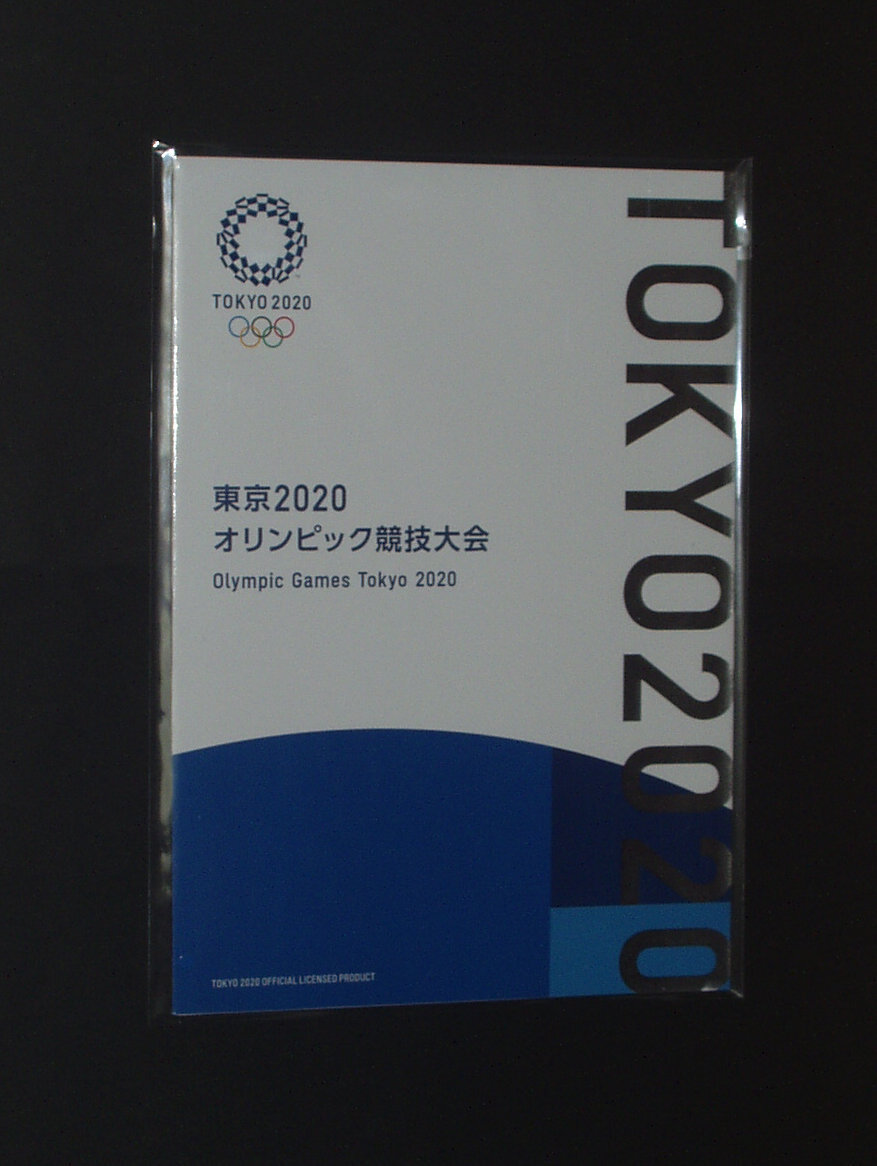 TOKYO 2020
東京2020
オリンピック競技大会
Olympic Games Tokyo 2020
TOKYO 2020 OFFICIAL LICENSED PRODUCT
TOKYO2020